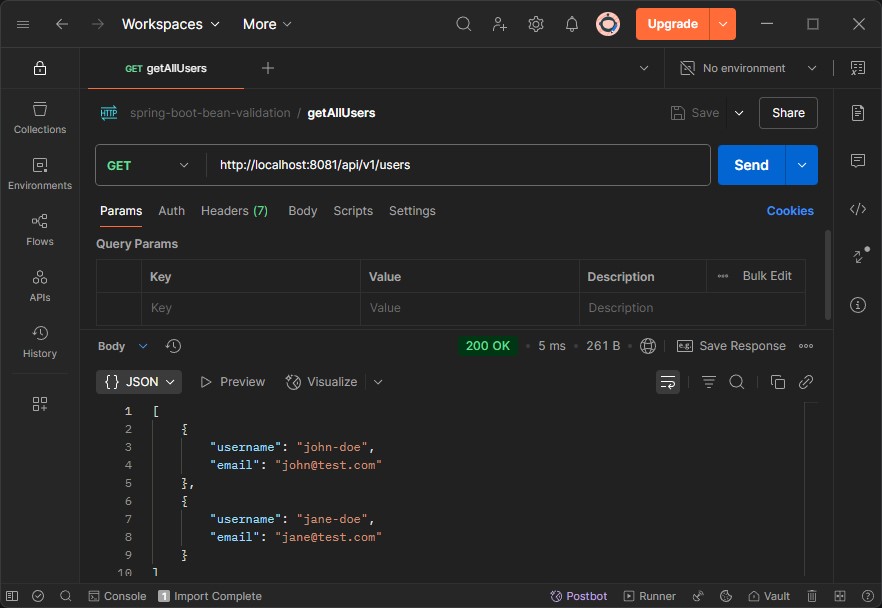 Workspaces More Upgrade
GET getAllUsers No environment
HTTP spring-boot-bean-validation / getAllUsers Save Share
GET http://localhost:8081/api/v1/users Send
Params Auth Headers (7) Body Scripts Settings Cookies
Query Params
Key Value Description Bulk Edit
Key Value Description
Collections
Environments
Flows
APIs
History
Body 200 OK 5 ms 261 B e.g. Save Response
{} JSON Preview Visualize
1 [
2 {
3 "username": "john-doe",
4 "email": "john@test.com"
5 },
6 {
7 "username": "jane-doe",
8 "email": "jane@test.com"
9 }
10 ]
Console 1 Import Complete Postbot Runner Vault